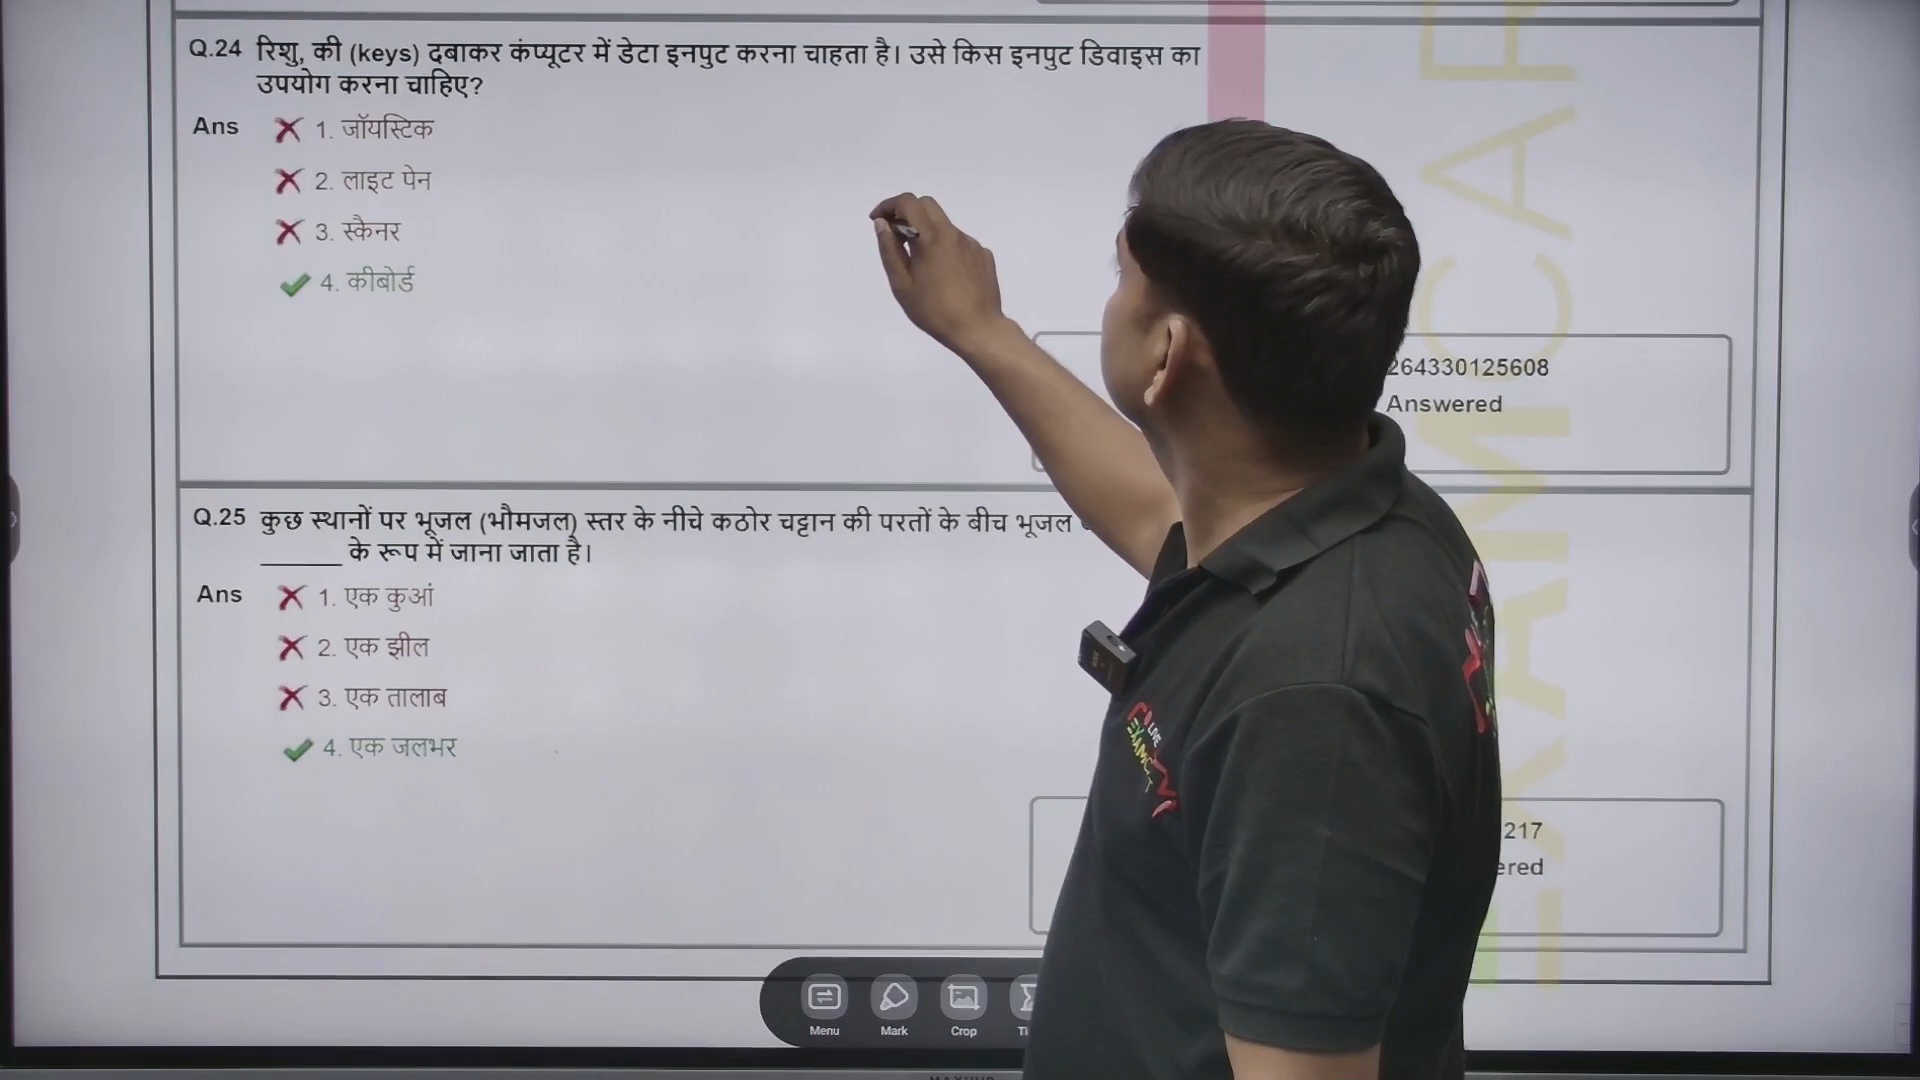 Q.24 रिशु, की (keys) दबाकर कंप्यूटर में डेटा इनपुट करना चाहता है। उसे किस इनपुट डिवाइस का
उपयोग करना चाहिए?
Ans 1. जॉयस्टिक
2. लाइट पेन
3. स्कैनर
4. कीबोर्ड
264330125608
Answered
Q.25 कुछ स्थानों पर भूजल (भौमजल) स्तर के नीचे कठोर चट्टान की परतों के बीच भूजल
______ के रूप में जाना जाता है।
Ans 1. एक कुआं
2. एक झील
3. एक तालाब
4. एक जलभर
217
ered
EXAMCAR
LIVE
Menu Mark Crop